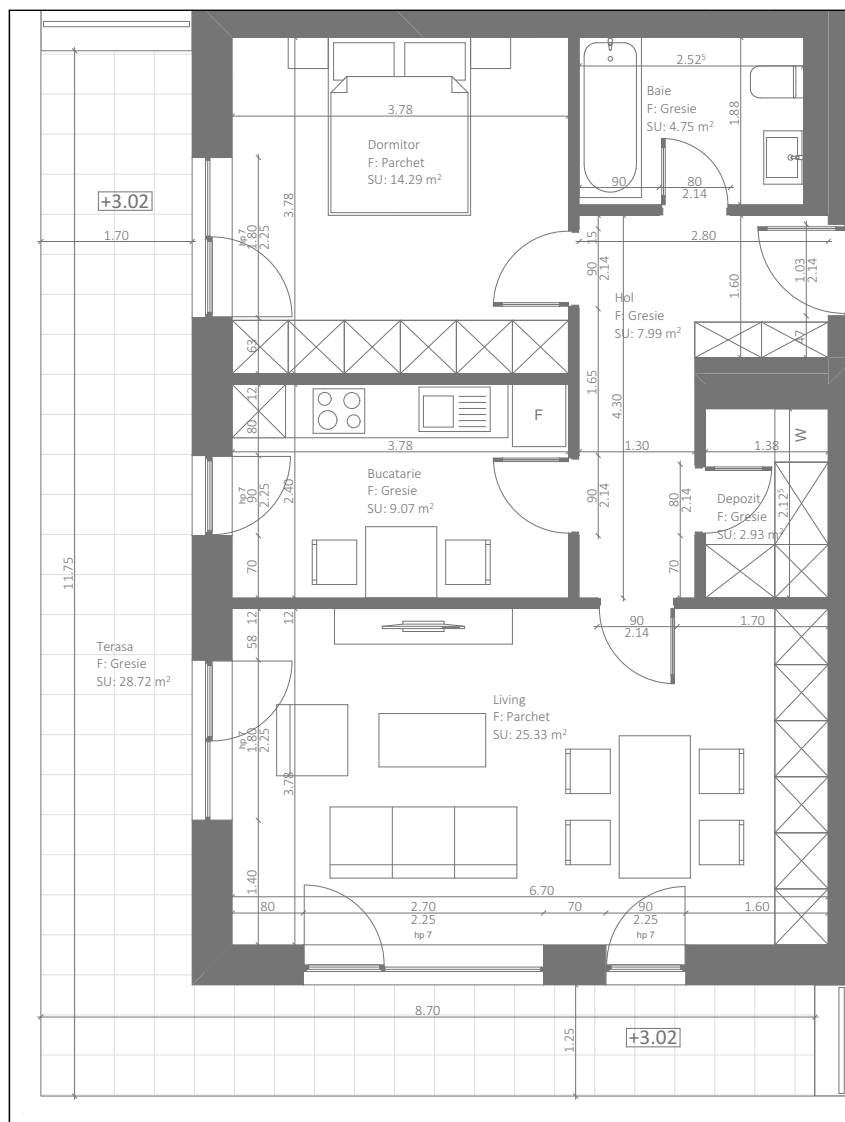 2.52⁵
Baie
F: Gresie
SU: 4.75 m²
1.88
3.78
Dormitor
F: Parchet
SU: 14.29 m²
3.78
90
80
2.14
+3.02
1.70
hp 7
1.80
2.25
15
90
2.14
2.80
1.60
1.03
2.14
Hol
F: Gresie
SU: 7.99 m²
47
63
12
80
1.65
4.30
F
W
3.78
1.30
1.38
Bucatarie
F: Gresie
SU: 9.07 m²
hp 7
90
2.25
2.40
90
2.14
80
2.14
Depozit
F: Gresie
SU: 2.93 m²
2.12⁵
70
70
11.75
12
12
58
90
2.14
1.70
Terasa
F: Gresie
SU: 28.72 m²
Living
F: Parchet
SU: 25.33 m²
hp 7
1.80
2.25
3.78
1.40
6.70
80
2.70
2.25
hp 7
70
90
2.25
hp 7
1.60
8.70
1.25
+3.02